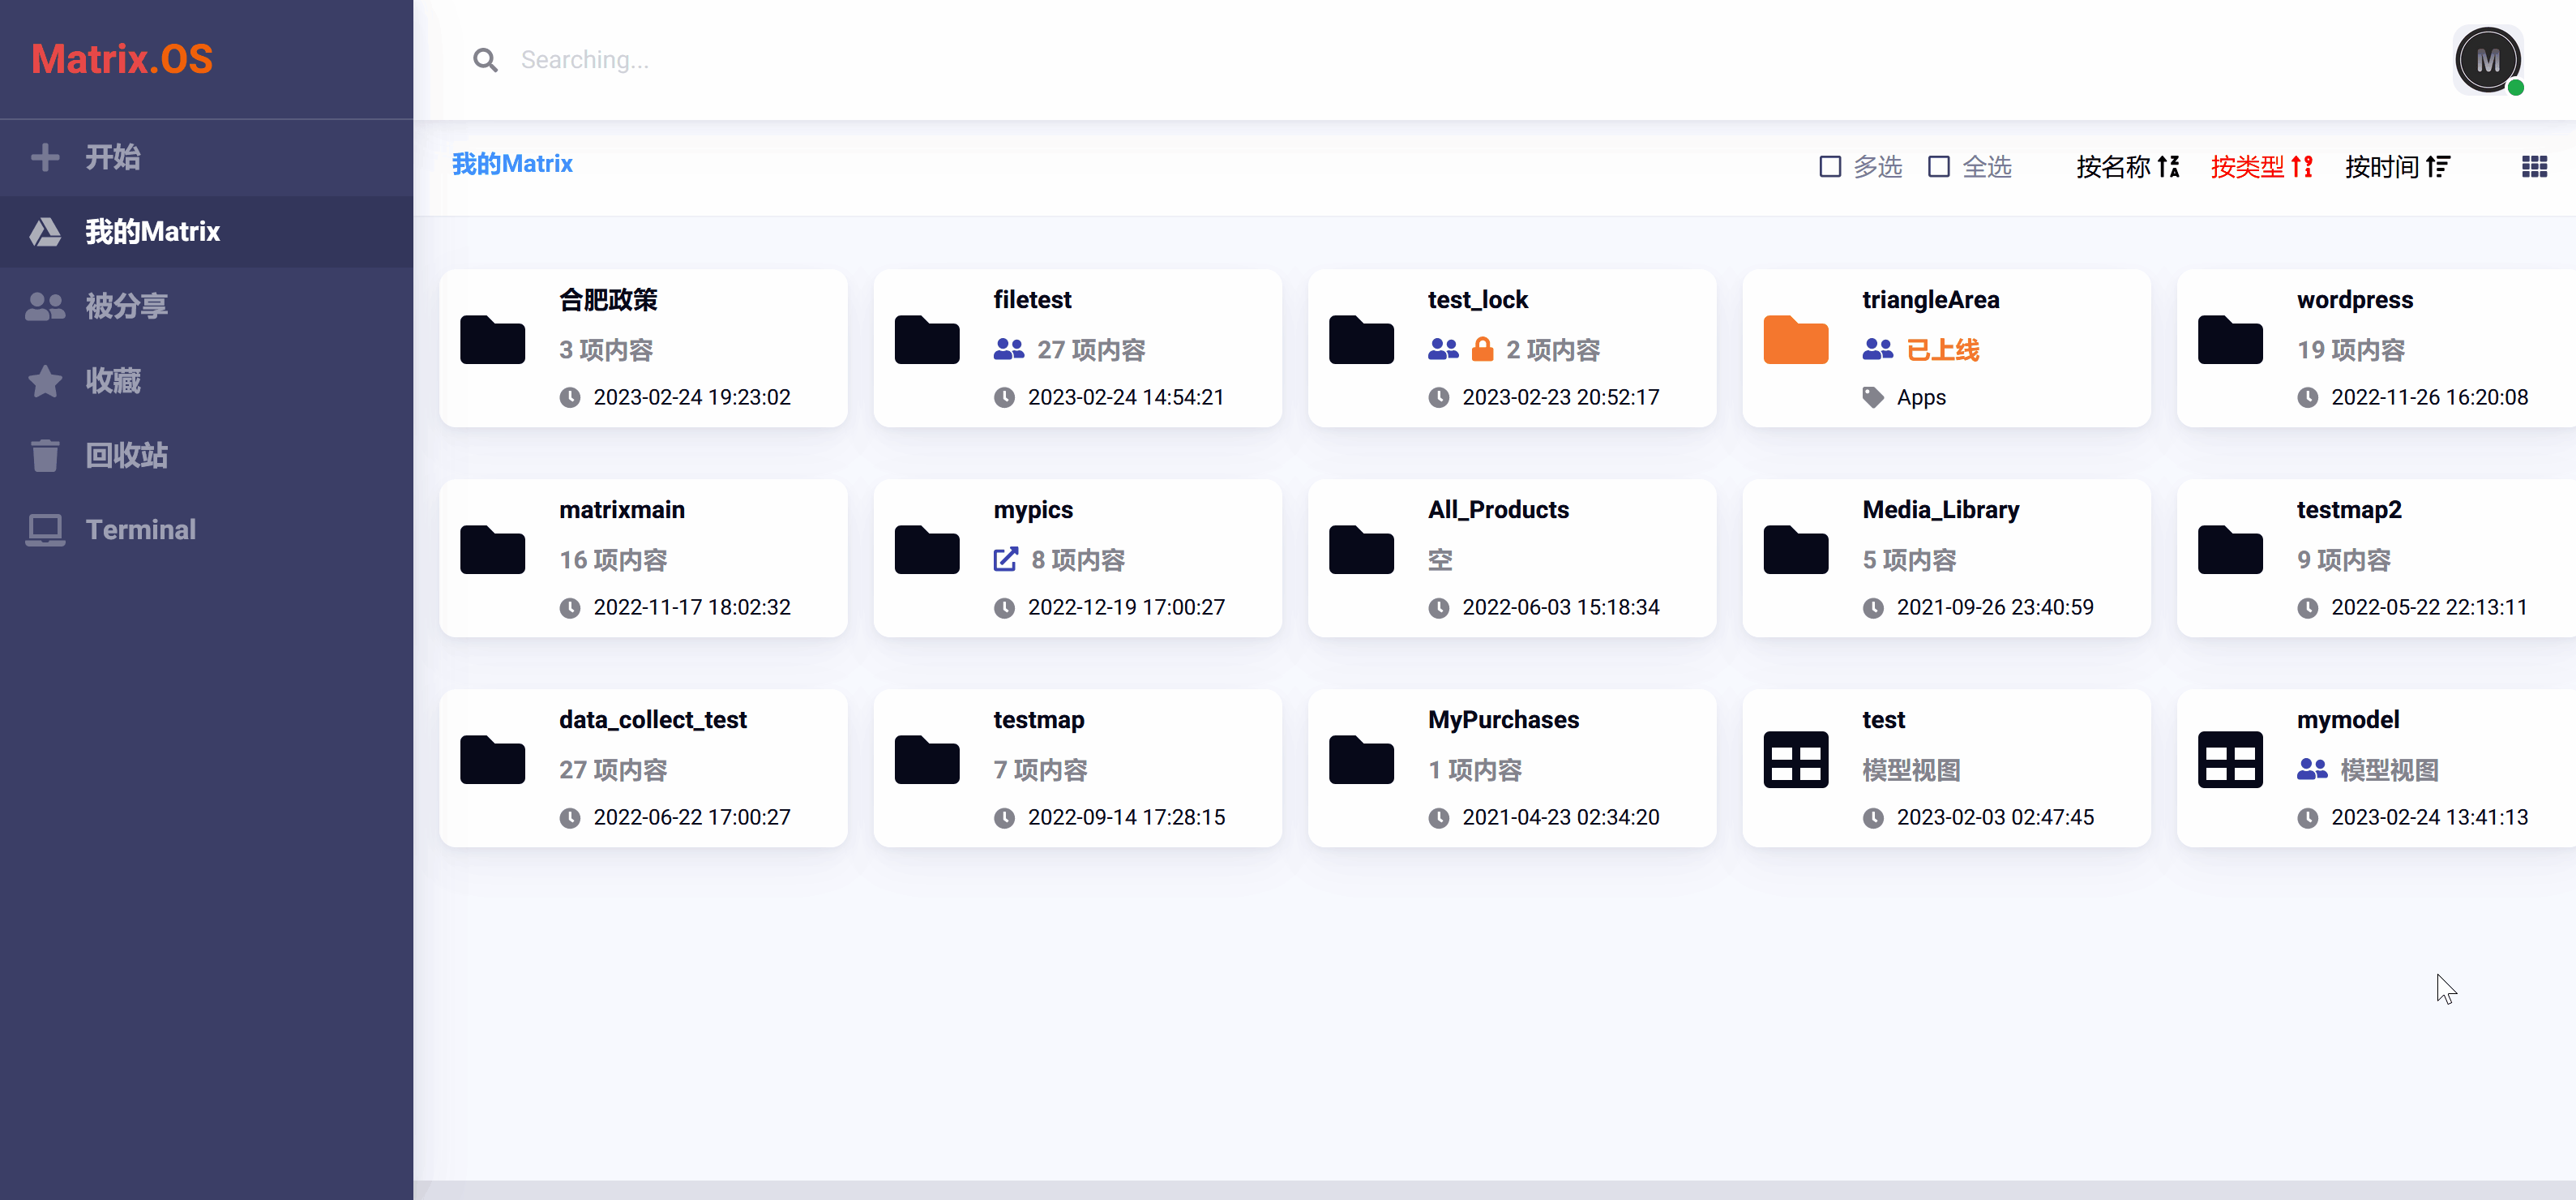 Matrix.OS
开始
我的Matrix
被分享
收藏
回收站
Terminal
Searching...
M
我的Matrix
多选
全选
按名称
按类型
按时间
合肥政策
3 项内容
2023-02-24 19:23:02
filetest
27 项内容
2023-02-24 14:54:21
test_lock
2 项内容
2023-02-23 20:52:17
triangleArea
已上线
Apps
wordpress
19 项内容
2022-11-26 16:20:08
matrixmain
16 项内容
2022-11-17 18:02:32
mypics
8 项内容
2022-12-19 17:00:27
All_Products
空
2022-06-03 15:18:34
Media_Library
5 项内容
2021-09-26 23:40:59
testmap2
9 项内容
2022-05-22 22:13:11
data_collect_test
27 项内容
2022-06-22 17:00:27
testmap
7 项内容
2022-09-14 17:28:15
MyPurchases
1 项内容
2021-04-23 02:34:20
test
模型视图
2023-02-03 02:47:45
mymodel
模型视图
2023-02-24 13:41:13